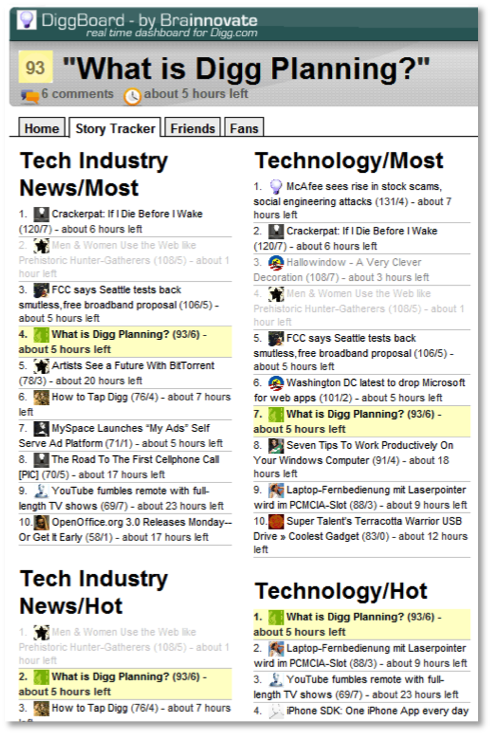 DiggBoard - by Brainnovate
real time dashboard for Digg.com
93 "What is Digg Planning?"
6 comments about 5 hours left
Home Story Tracker Friends Fans
Tech Industry
News/Most
1. Crackerpat: If I Die Before I Wake
(120/7) - about 6 hours left
2. Men & Women Use the Web like
Prehistoric Hunter-Gatherers (108/5) - about 1
hour left
3. FCC says Seattle tests back
smutless,free broadband proposal (106/5) -
about 5 hours left
4. What is Digg Planning? (93/6) -
about 5 hours left
5. Artists See a Future With BitTorrent
(78/3) - about 20 hours left
6. How to Tap Digg (76/4) - about 7 hours
left
7. MySpace Launches “My Ads” Self
Serve Ad Platform (71/1) - about 5 hours left
8. The Road To The First Cellphone Call
[PIC] (70/5) - about 17 hours left
9. YouTube fumbles remote with full-
length TV shows (69/7) - about 23 hours left
10. OpenOffice.org 3.0 Releases Monday--
Or Get It Early (58/1) - about 17 hours left
Tech Industry
News/Hot
1. Men & Women Use the Web like
Prehistoric Hunter-Gatherers (108/5) - about 1
hour left
2. What is Digg Planning? (93/6) -
about 5 hours left
3. How to Tap Digg (76/4) - about 7 hours
Technology/Most
1. McAfee sees rise in stock scams,
social engineering attacks (131/4) - about 7
hours left
2. Crackerpat: If I Die Before I Wake
(120/7) - about 6 hours left
3. Hallowindow - A Very Clever
Decoration (108/7) - about 3 hours left
4. Men & Women Use the Web like
Prehistoric Hunter-Gatherers (108/5) - about 1
hour left
5. FCC says Seattle tests back
smutless,free broadband proposal (106/5) -
about 5 hours left
6. Washington DC latest to drop Microsoft
for web apps (101/2) - about 5 hours left
7. What is Digg Planning? (93/6) -
about 5 hours left
8. Seven Tips To Work Productively On
Your Windows Computer (91/4) - about 18
hours left
9. Laptop-Fernbedienung mit Laserpointer
wird im PCMCIA-Slot (88/3) - about 9 hours left
10. Super Talent's Terracotta Warrior USB
Drive » Coolest Gadget (83/0) - about 12 hours
left
Technology/Hot
1. What is Digg Planning? (93/6) -
about 5 hours left
2. Laptop-Fernbedienung mit Laserpointer
wird im PCMCIA-Slot (88/3) - about 9 hours left
3. YouTube fumbles remote with full-
length TV shows (69/7) - about 23 hours left
4. iPhone SDK: One iPhone App every day